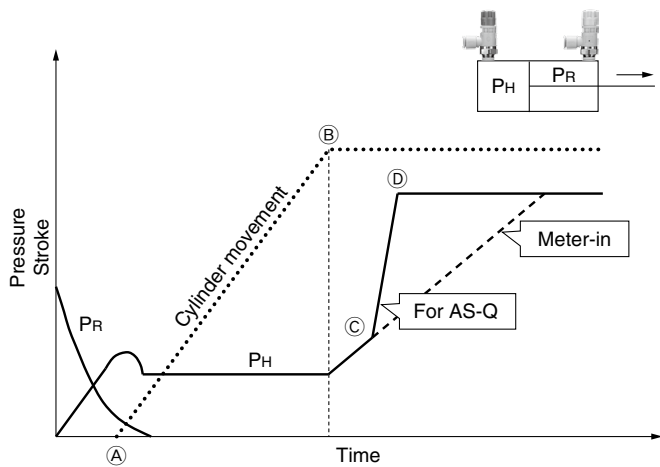 PH
PR
Ⓑ
Ⓓ
Pressure
Stroke
Cylinder movement
Meter-in
PR
For AS-Q
Ⓒ
PH
Ⓐ
Time